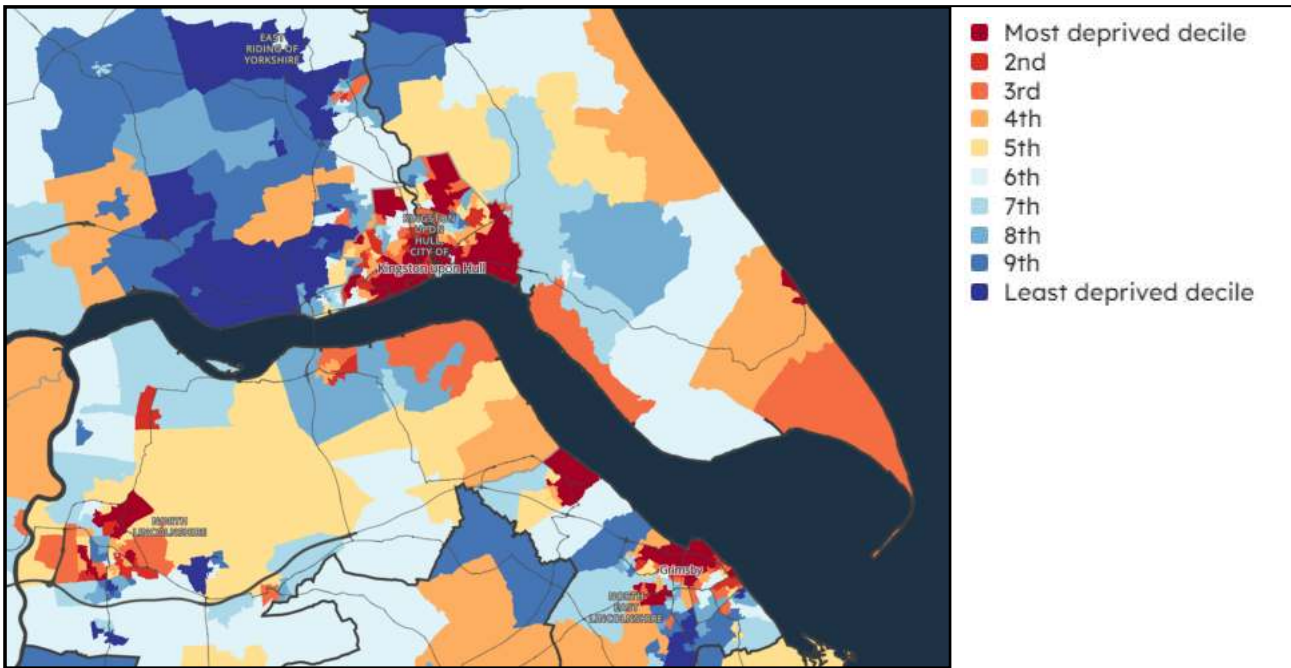 EAST
RIDING OF
YORKSHIRE
KINGSTON
UPON
HULL,
CITY OF
Kingston upon Hull
NORTH
LINCOLNSHIRE
Grimsby
NORTH
EAST
LINCOLNSHIRE
Most deprived decile
2nd
3rd
4th
5th
6th
7th
8th
9th
Least deprived decile